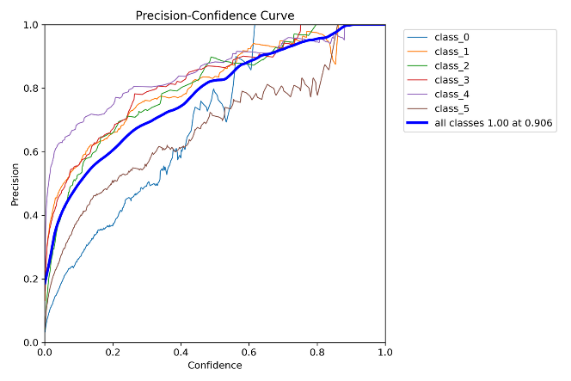 Precision-Confidence Curve
Precision
1.0
0.8
0.6
0.4
0.2
0.0
0.0 0.2 0.4 0.6 0.8 1.0
Confidence
class_0
class_1
class_2
class_3
class_4
class_5
all classes 1.00 at 0.906